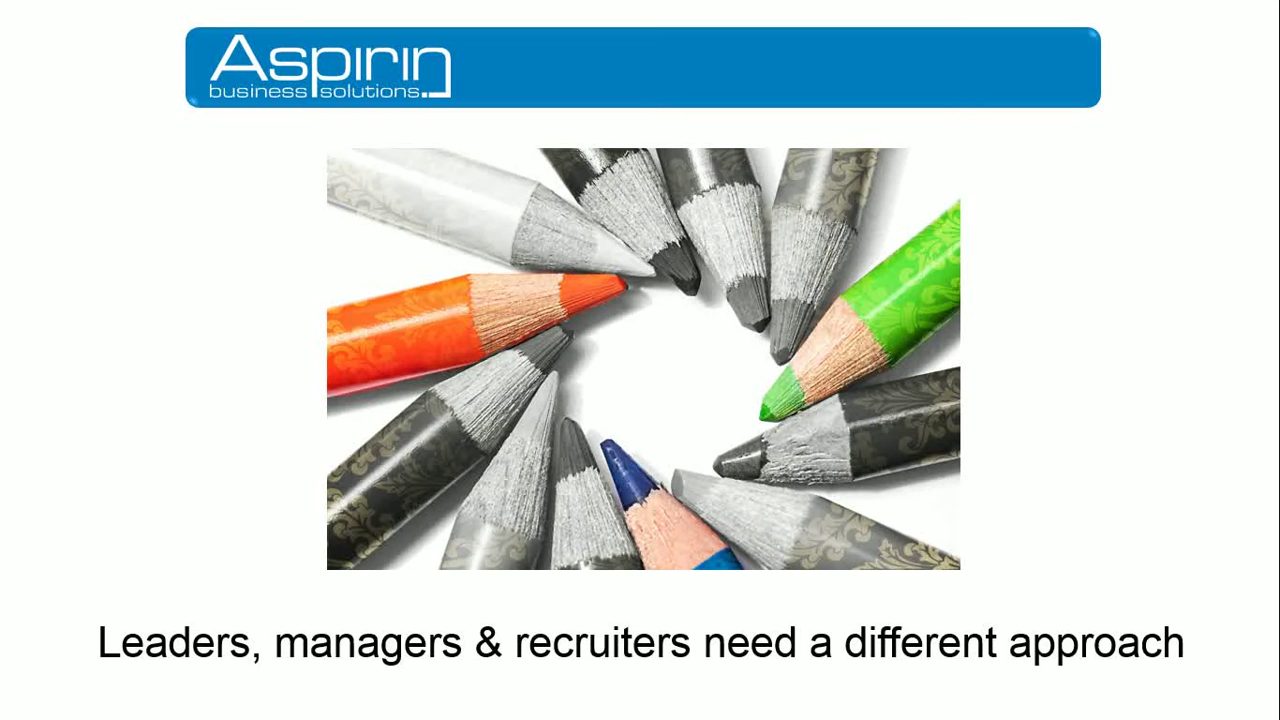 Aspirin
business solutions.
Leaders, managers & recruiters need a different approach